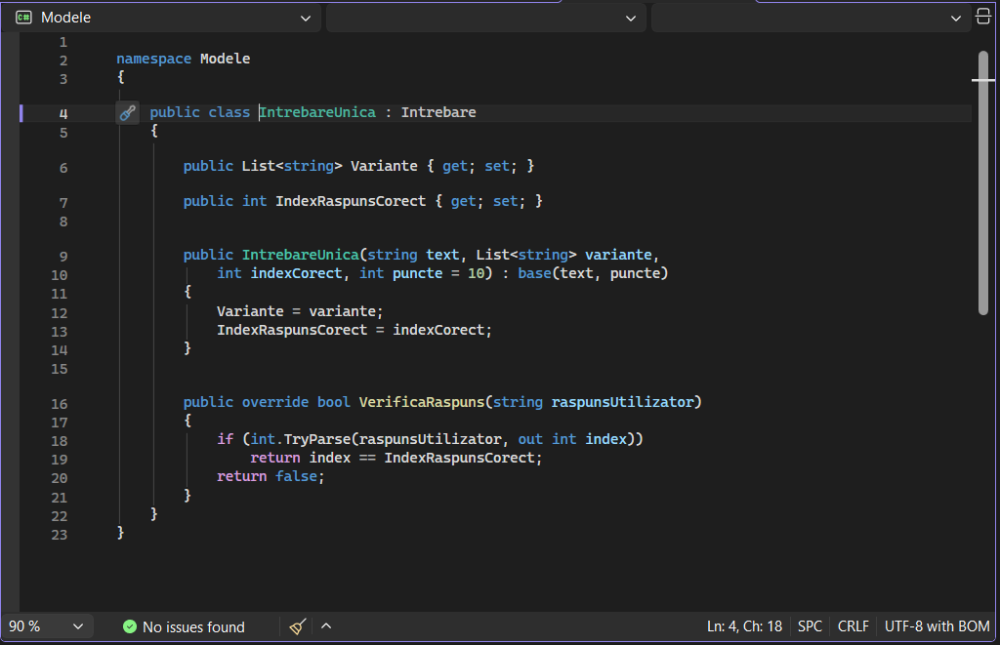 C# Modele
1
2 namespace Modele
3 {
4 public class IntrebareUnica : Intrebare
5 {
6 public List<string> Variante { get; set; }
7 public int IndexRaspunsCorect { get; set; }
8
9 public IntrebareUnica(string text, List<string> variante,
10 int indexCorect, int puncte = 10) : base(text, puncte)
11 {
12 Variante = variante;
13 IndexRaspunsCorect = indexCorect;
14 }
15
16 public override bool VerificaRaspuns(string raspunsUtilizator)
17 {
18 if (int.TryParse(raspunsUtilizator, out int index))
19 return index == IndexRaspunsCorect;
20 return false;
21 }
22 }
23 }
90 % No issues found Ln: 4, Ch: 18 SPC CRLF UTF-8 with BOM